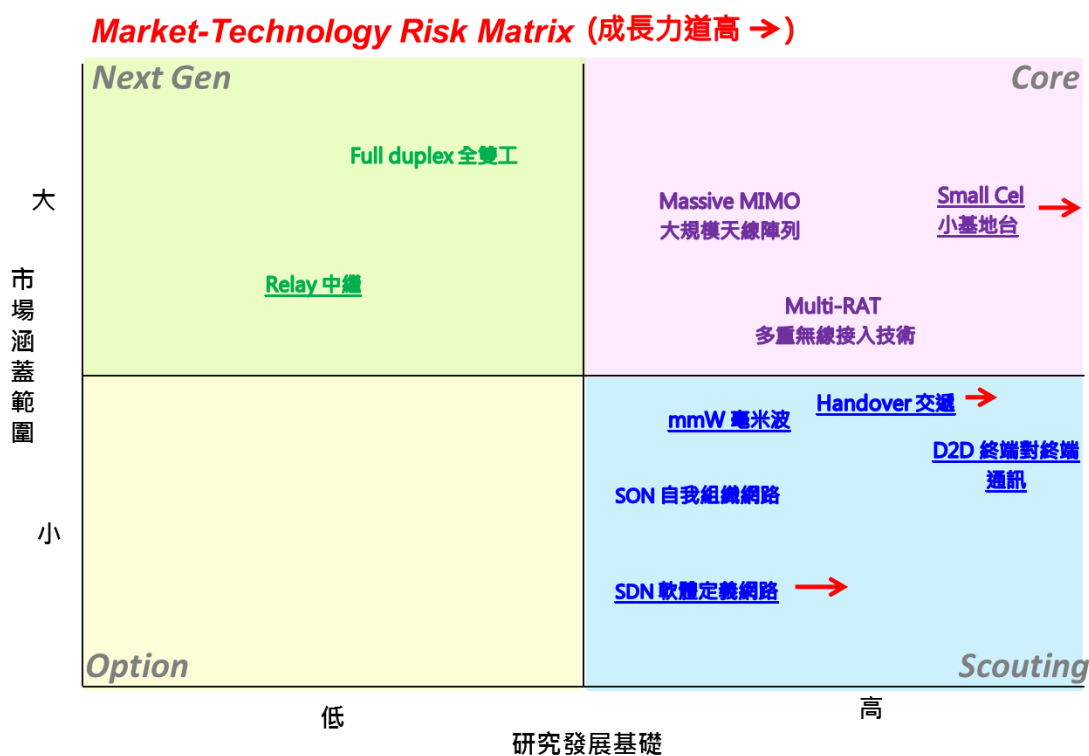 Market-Technology Risk Matrix (成長力道高 → )
Next Gen
Core
Full duplex 全雙工
大
Massive MIMO
大規模天線陣列
Small Cel
小基地台
市場涵蓋範圍
Relay 中繼
Multi-RAT
多重無線接入技術
Handover 交遞
mmW 毫米波
D2D 終端對終端
通訊
SON 自我組織網路
小
SDN 軟體定義網路
Option
Scouting
低
高
研究發展基礎